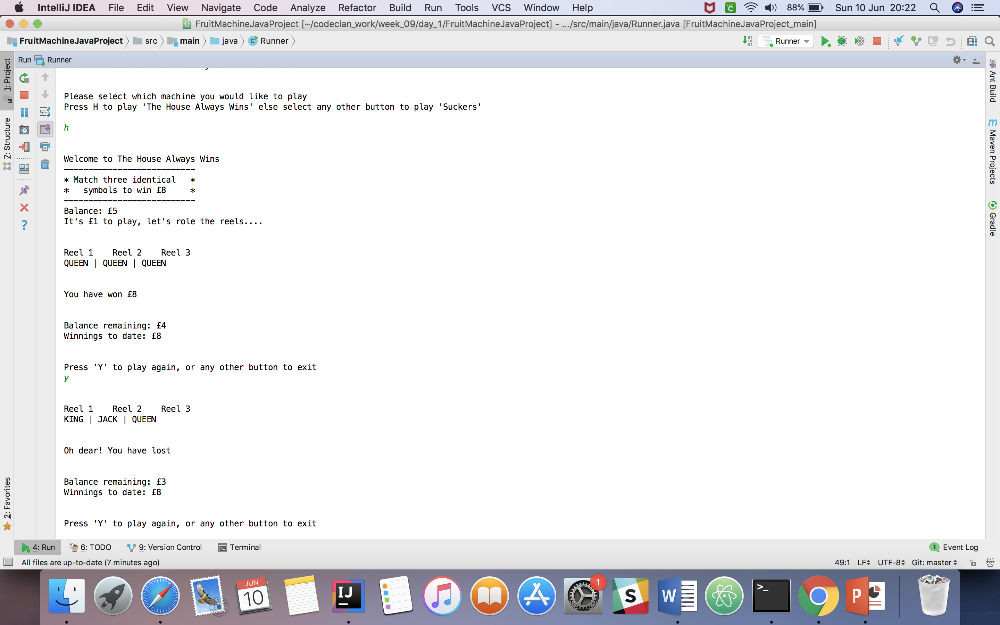 IntelliJ IDEA File Edit View Navigate Code Analyze Refactor Build Run Tools VCS Window Help 88% Sun 10 Jun 20:22
FruitMachineJavaProject [~/codeclan_work/week_09/day_1/FruitMachineJavaProject] - .../src/main/java/Runner.java [FruitMachineJavaProject_main]
FruitMachineJavaProject src main java Runner Runner
Run Runner
1: Project
7: Structure
2: Favorites
Ant Build
Maven Projects
Gradle
Please select which machine you would like to play
Press H to play 'The House Always Wins' else select any other button to play 'Suckers'
h
Welcome to The House Always Wins
---------------------------
* Match three identical   *
*   symbols to win £8     *
---------------------------
Balance: £5
It's £1 to play, let's role the reels....
Reel 1    Reel 2    Reel 3
QUEEN | QUEEN | QUEEN
You have won £8
Balance remaining: £4
Winnings to date: £8
Press 'Y' to play again, or any other button to exit
y
Reel 1    Reel 2    Reel 3
KING | JACK | QUEEN
Oh dear! You have lost
Balance remaining: £3
Winnings to date: £8
Press 'Y' to play again, or any other button to exit
4: Run 6: TODO 9: Version Control Terminal 1 Event Log
All files are up-to-date (7 minutes ago) 49:1 LF UTF-8 Git: master
JUN
10
IJ
1
S
W
>_
P